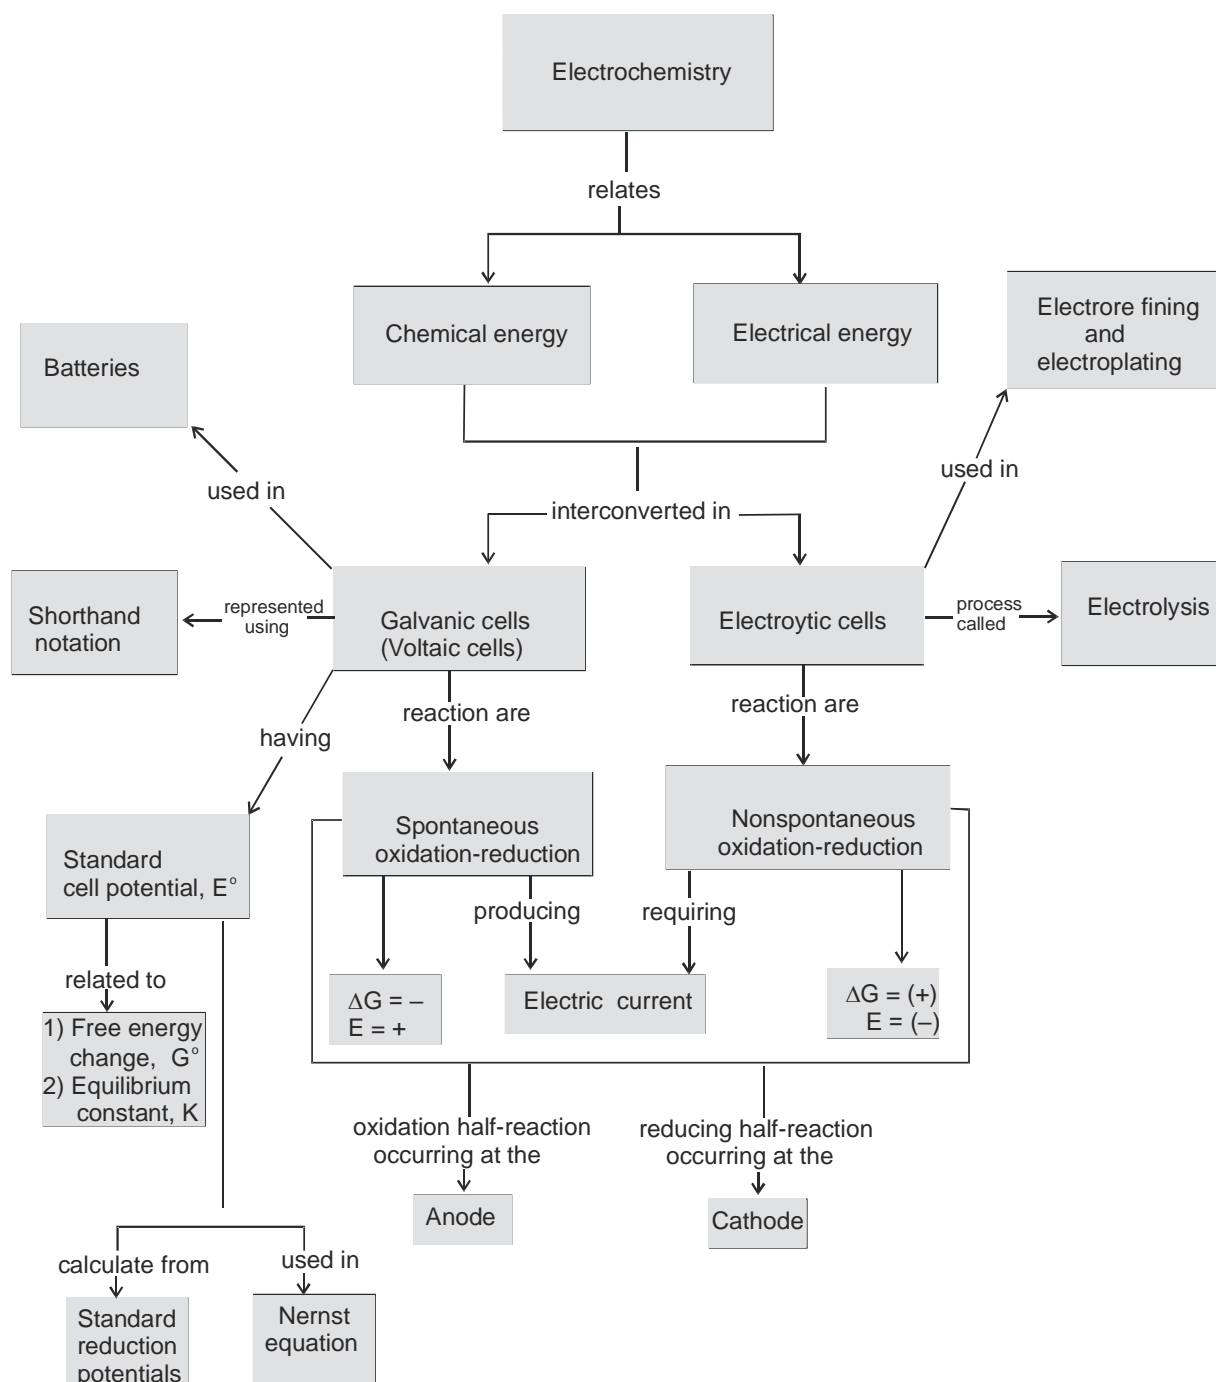 Electrochemistry
relates
Chemical energy
Electrical energy
Electrore fining
and
electroplating
Batteries
used in
used in
interconverted in
Shorthand
notation
represented
using
Galvanic cells
(Voltaic cells)
Electroytic cells
process
called
Electrolysis
reaction are
reaction are
having
Spontaneous
oxidation-reduction
Nonspontaneous
oxidation-reduction
Standard
cell potential, E°
producing
requiring
related to
ΔG = –
E = +
Electric current
ΔG = (+)
E = (–)
1) Free energy
change, G°
2) Equilibrium
constant, K
oxidation half-reaction
occurring at the
reducing half-reaction
occurring at the
Anode
Cathode
calculate from
used in
Standard
reduction
potentials
Nernst
equation